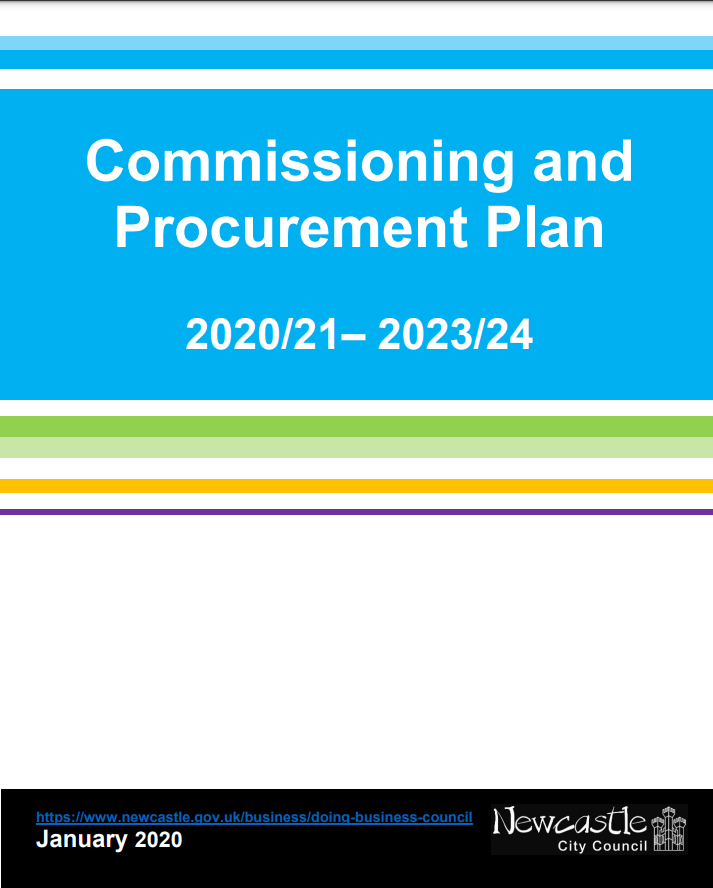 Commissioning and
Procurement Plan
2020/21– 2023/24
https://www.newcastle.gov.uk/business/doing-business-council
January 2020
Newcastle
City Council